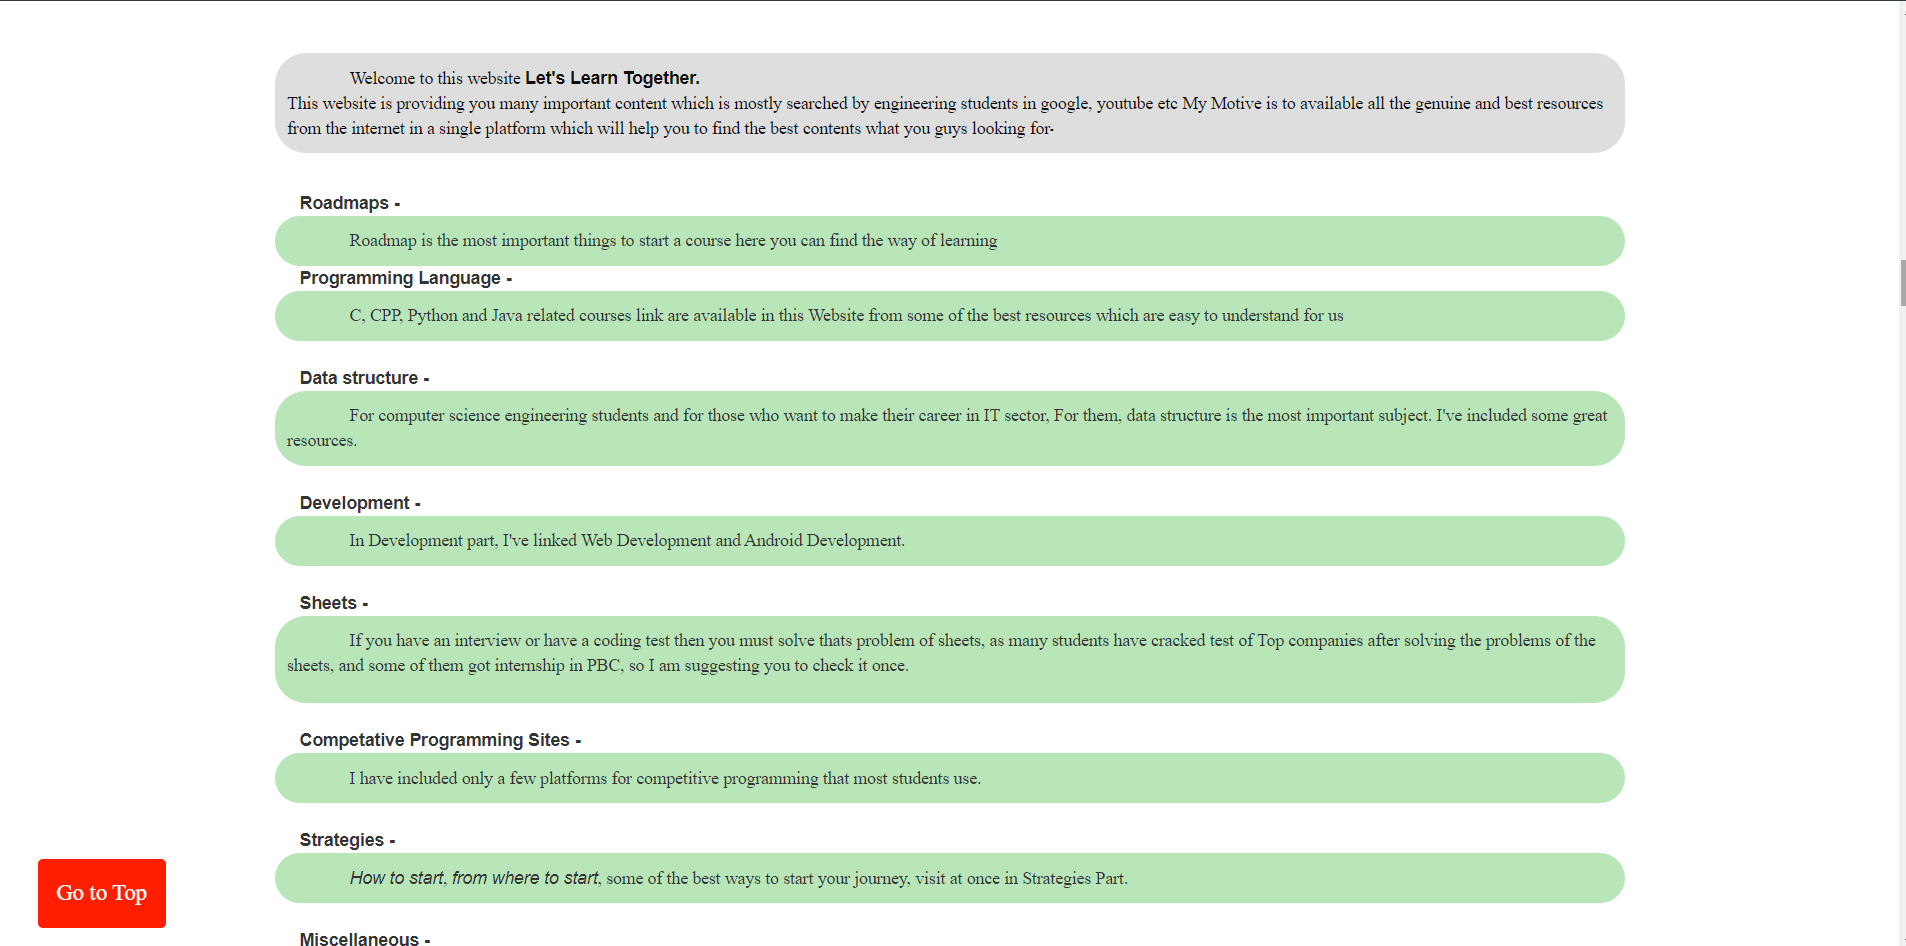 Welcome to this website Let's Learn Together.
This website is providing you many important content which is mostly searched by engineering students in google, youtube etc My Motive is to available all the genuine and best resources
from the internet in a single platform which will help you to find the best contents what you guys looking for-
Roadmaps -
Roadmap is the most important things to start a course here you can find the way of learning
Programming Language -
C, CPP, Python and Java related courses link are available in this Website from some of the best resources which are easy to understand for us
Data structure -
For computer science engineering students and for those who want to make their career in IT sector, For them, data structure is the most important subject. I've included some great
resources.
Development -
In Development part, I've linked Web Development and Android Development.
Sheets -
If you have an interview or have a coding test then you must solve thats problem of sheets, as many students have cracked test of Top companies after solving the problems of the
sheets, and some of them got internship in PBC, so I am suggesting you to check it once.
Competative Programming Sites -
I have included only a few platforms for competitive programming that most students use.
Strategies -
How to start, from where to start, some of the best ways to start your journey, visit at once in Strategies Part.
Go to Top
Miscellaneous -